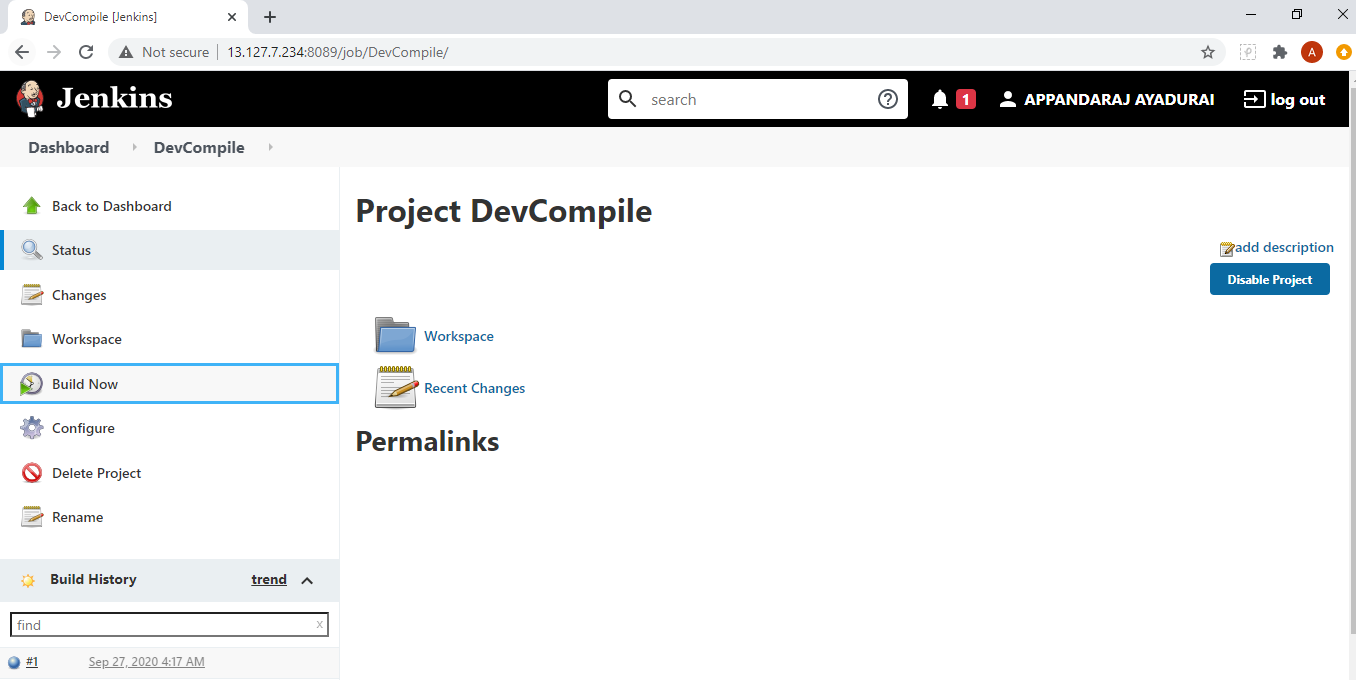 DevCompile [Jenkins]
Not secure 13.127.7.234:8089/job/DevCompile/
A
Jenkins
search
1
APPANDARAJ AYADURAI
log out
Dashboard
DevCompile
Back to Dashboard
Status
Changes
Workspace
Build Now
Configure
Delete Project
Rename
Build History trend
find x
#1 Sep 27, 2020 4:17 AM
Project DevCompile
add description
Disable Project
Workspace
Recent Changes
Permalinks